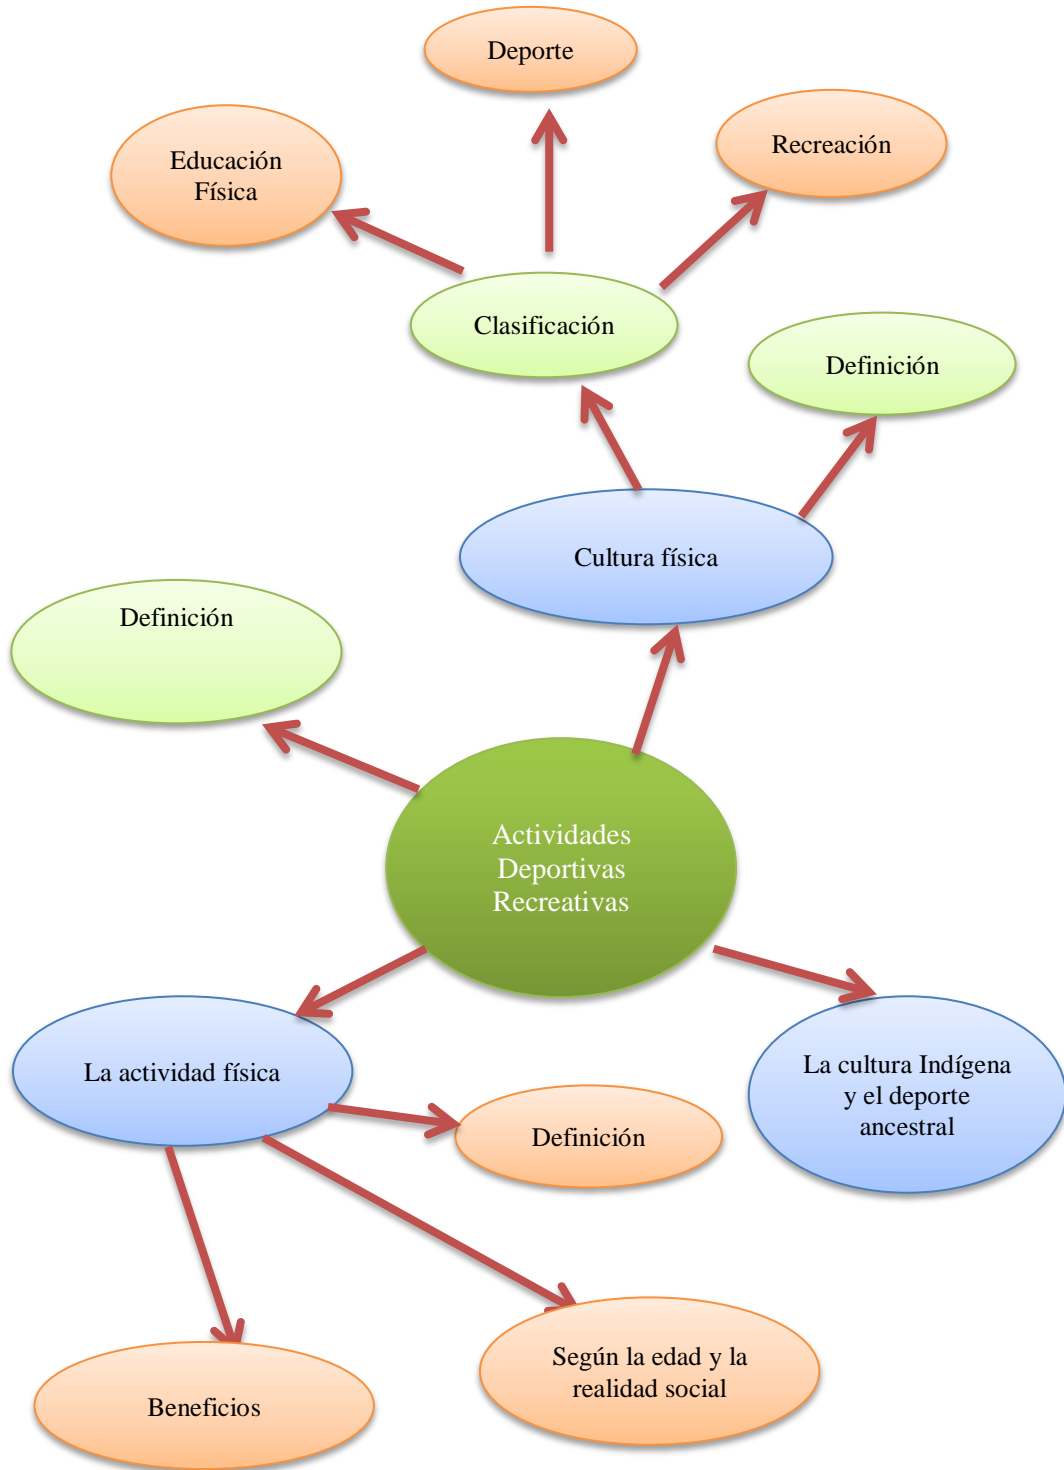 Deporte
Educación
Física
Recreación
Clasificación
Definición
Cultura física
Definición
Actividades
Deportivas
Recreativas
La actividad física
La cultura Indígena
y el deporte
ancestral
Definición
Según la edad y la
realidad social
Beneficios